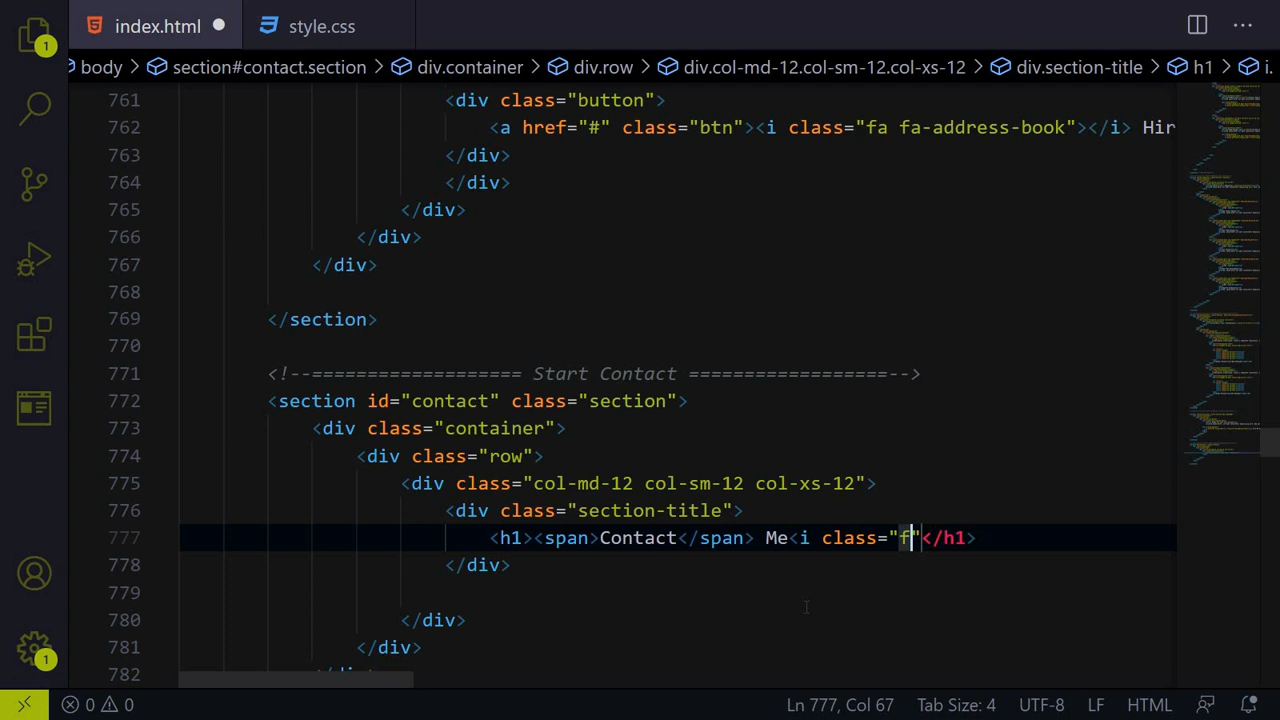 index.html
style.css
body > section#contact.section > div.container > div.row > div.col-md-12.col-sm-12.col-xs-12 > div.section-title > h1 > i.
761 <div class="button">
762 <a href="#" class="btn"><i class="fa fa-address-book"></i> Hir
763 </div>
764 </div>
765 </div>
766 </div>
767 </div>
768
769 </section>
770
771 <!--=================== Start Contact ==================-->
772 <section id="contact" class="section">
773 <div class="container">
774 <div class="row">
775 <div class="col-md-12 col-sm-12 col-xs-12">
776 <div class="section-title">
777 <h1><span>Contact</span> Me<i class="f"</h1>
778 </div>
779
780 </div>
781 </div>
782 </div>
1
1
0 0
Ln 777, Col 67
Tab Size: 4
UTF-8
LF
HTML